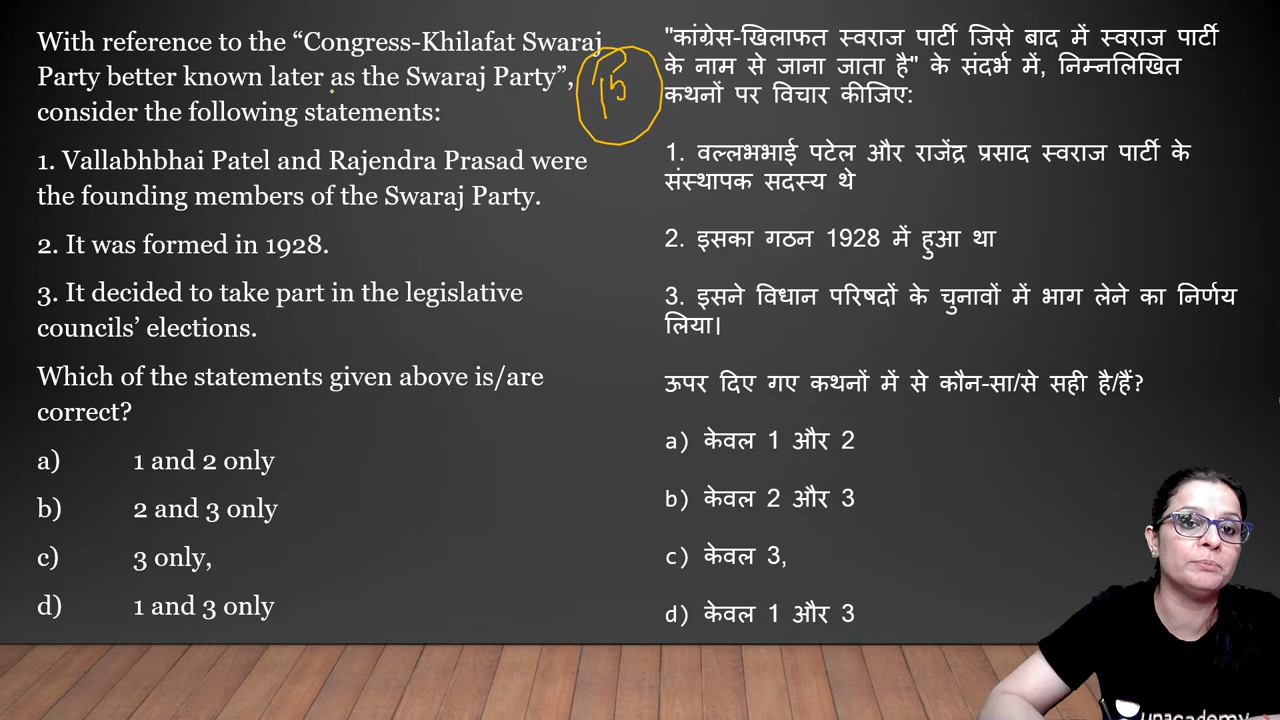 With reference to the “Congress-Khilafat Swaraj
Party better known later as the Swaraj Party”,
consider the following statements:
15
1. Vallabhbhai Patel and Rajendra Prasad were
the founding members of the Swaraj Party.
2. It was formed in 1928.
3. It decided to take part in the legislative
councils’ elections.
Which of the statements given above is/are
correct?
a) 1 and 2 only
b) 2 and 3 only
c) 3 only,
d) 1 and 3 only
"कांग्रेस-खिलाफत स्वराज पार्टी जिसे बाद में स्वराज पार्टी
के नाम से जाना जाता है" के संदर्भ में, निम्नलिखित
कथनों पर विचार कीजिए:
1. वल्लभभाई पटेल और राजेंद्र प्रसाद स्वराज पार्टी के
संस्थापक सदस्य थे
2. इसका गठन 1928 में हुआ था
3. इसने विधान परिषदों के चुनावों में भाग लेने का निर्णय
लिया।
ऊपर दिए गए कथनों में से कौन-सा/से सही है/हैं?
a) केवल 1 और 2
b) केवल 2 और 3
c) केवल 3,
d) केवल 1 और 3
unacademy